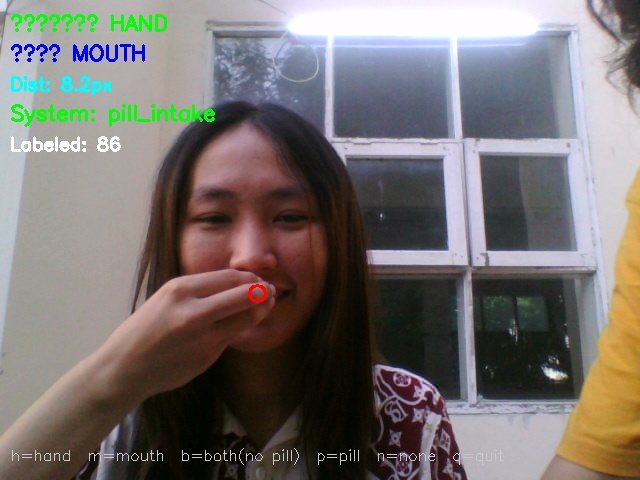 ??????? HAND
???? MOUTH
Dist: 8.2px
System: pill_intake
Labeled: 86
h=hand m=mouth b=both(no pill) p=pill n=none q=quit